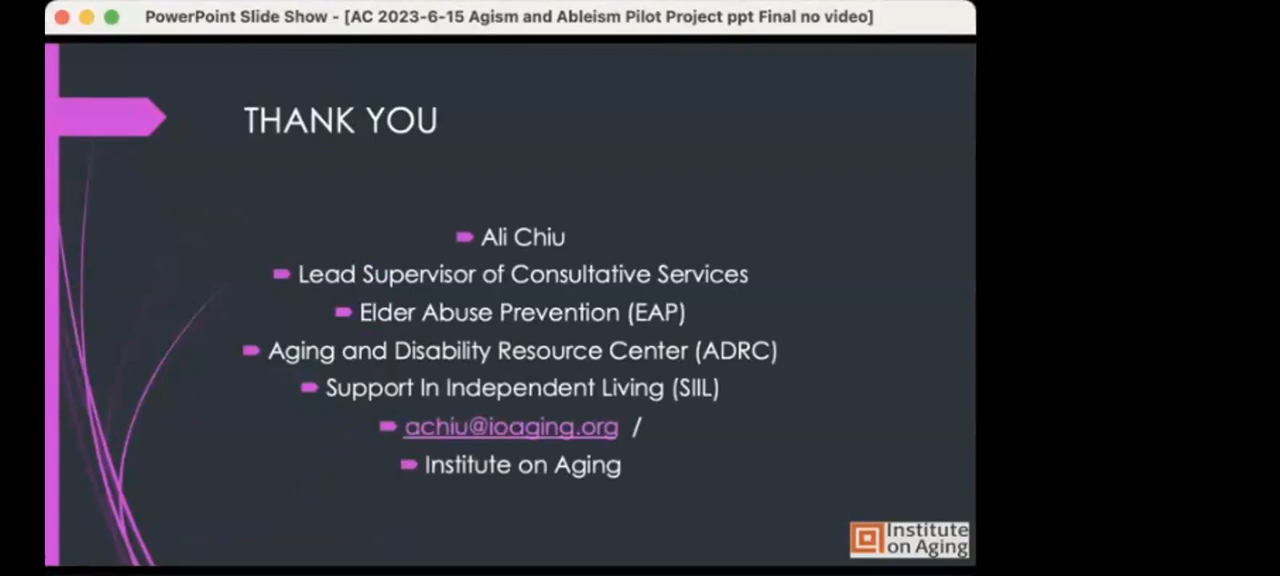 PowerPoint Slide Show - [AC 2023-6-15 Agism and Ableism Pilot Project ppt Final no video]
THANK YOU
Ali Chiu
Lead Supervisor of Consultative Services
Elder Abuse Prevention (EAP)
Aging and Disability Resource Center (ADRC)
Support In Independent Living (SIIL)
achiu@ioaging.org /
Institute on Aging
Institute
on Aging